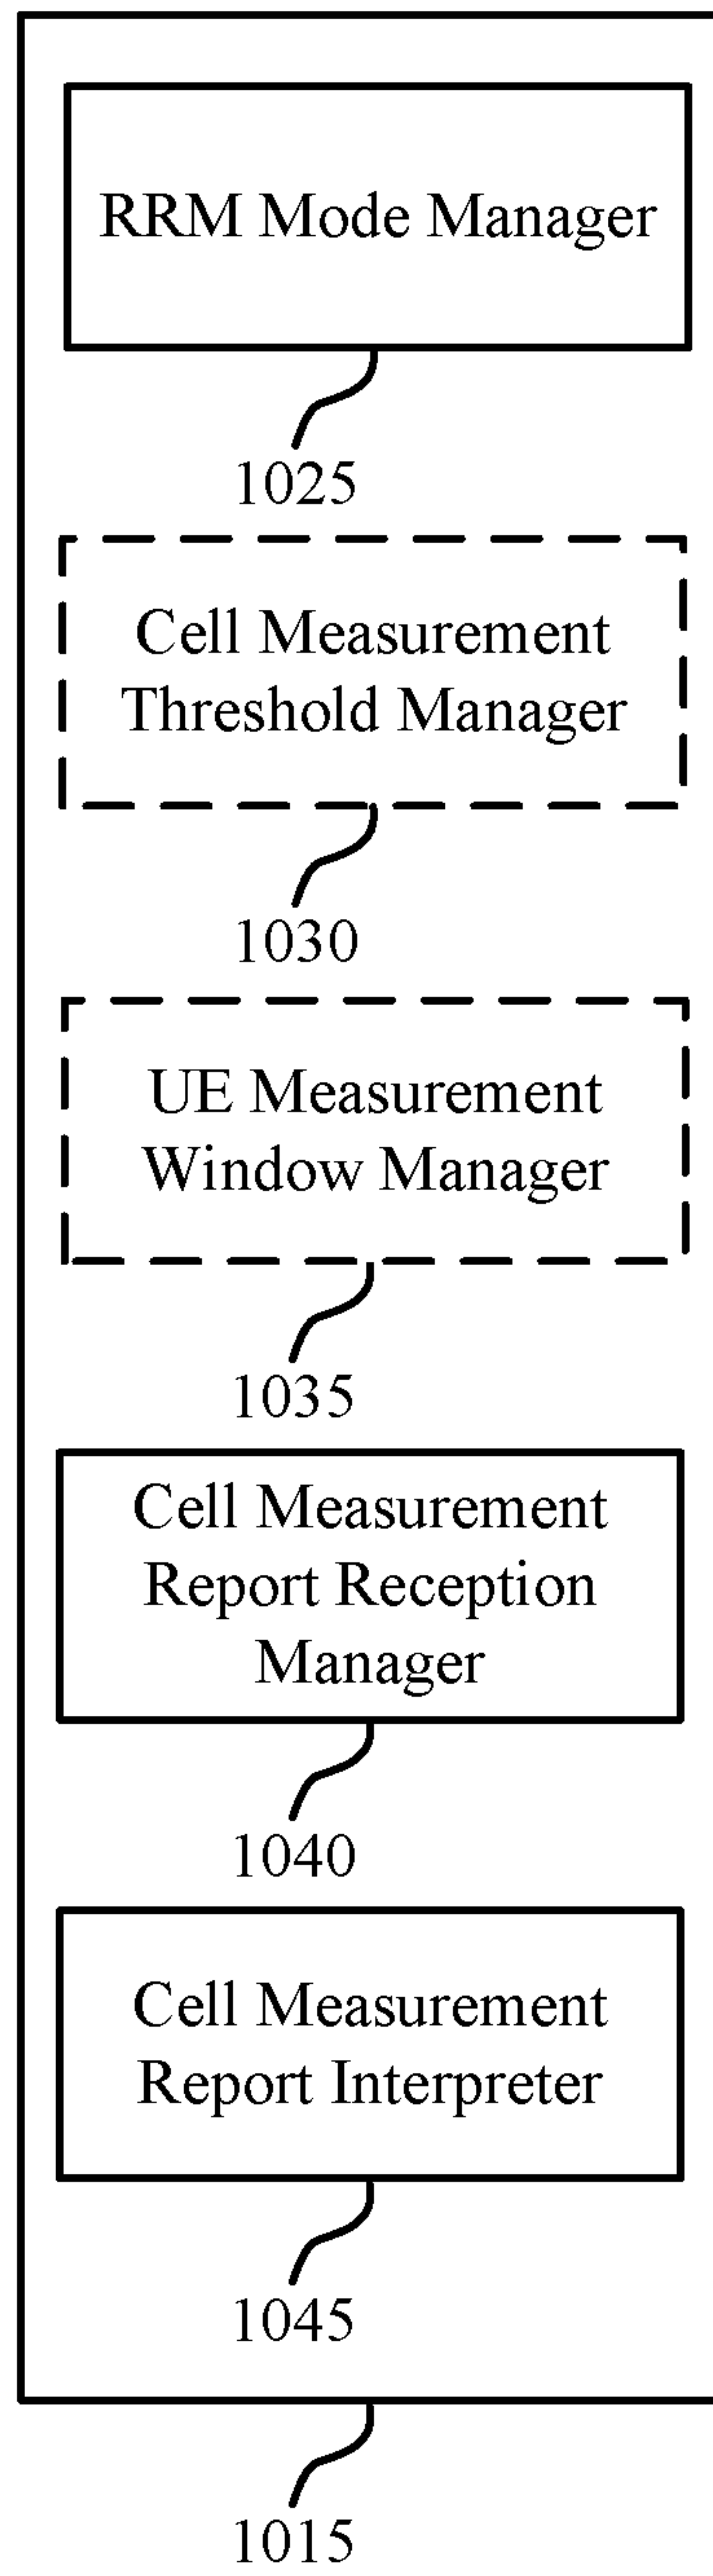 RRM Mode Manager
1025
Cell Measurement
Threshold Manager
1030
UE Measurement
Window Manager
1035
Cell Measurement
Report Reception
Manager
1040
Cell Measurement
Report Interpreter
1045
1015